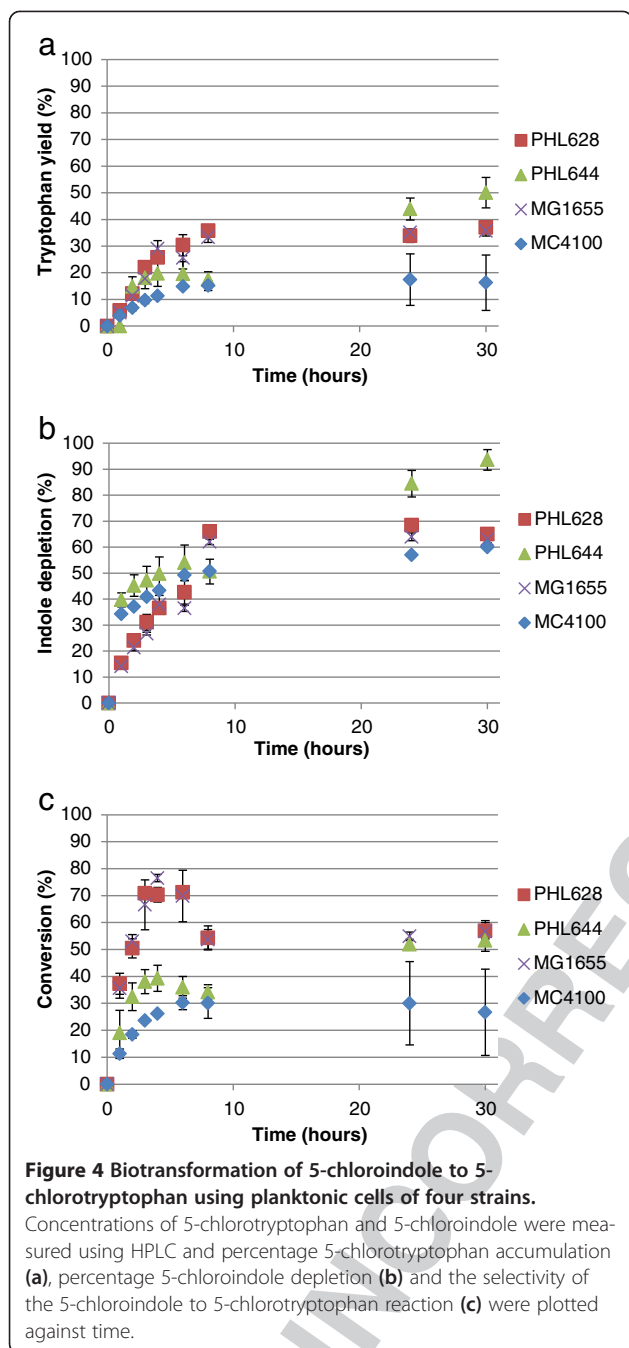 a
Tryptophan yield (%)
100
90
80
70
60
50
40
30
20
10
0
0 10 20 30
Time (hours)
PHL628
PHL644
MG1655
MC4100
b
Indole depletion (%)
100
90
80
70
60
50
40
30
20
10
0
0 10 20 30
Time (hours)
PHL628
PHL644
MG1655
MC4100
c
Conversion (%)
100
90
80
70
60
50
40
30
20
10
0
0 10 20 30
Time (hours)
PHL628
PHL644
MG1655
MC4100
Figure 4 Biotransformation of 5-chloroindole to 5-
chlorotryptophan using planktonic cells of four strains.
Concentrations of 5-chlorotryptophan and 5-chloroindole were mea-
sured using HPLC and percentage 5-chlorotryptophan accumulation
(a), percentage 5-chloroindole depletion (b) and the selectivity of
the 5-chloroindole to 5-chlorotryptophan reaction (c) were plotted
against time.
INCORREC